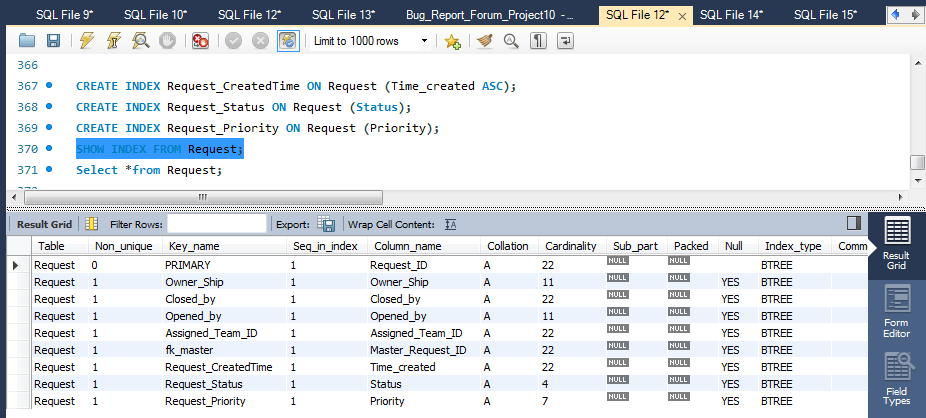 SQL File 9* SQL File 10* SQL File 12* SQL File 13* Bug_Report_Forum_Project10 - ... SQL File 12* × SQL File 14* SQL File 15*
Limit to 1000 rows
366
367 CREATE INDEX Request_CreatedTime ON Request (Time_created ASC);
368 CREATE INDEX Request_Status ON Request (Status);
369 CREATE INDEX Request_Priority ON Request (Priority);
370 SHOW INDEX FROM Request;
371 Select *from Request;
Result Grid Filter Rows: Export: Wrap Cell Content: IA
Table Non_unique Key_name Seq_in_index Column_name Collation Cardinality Sub_part Packed Null Index_type Comm
Request 0 PRIMARY 1 Request_ID A 22 NULL NULL BTREE
Request 1 Owner_Ship 1 Owner_Ship A 11 NULL NULL YES BTREE
Request 1 Closed_by 1 Closed_by A 22 NULL NULL YES BTREE
Request 1 Opened_by 1 Opened_by A 11 NULL NULL YES BTREE
Request 1 Assigned_Team_ID 1 Assigned_Team_ID A 22 NULL NULL YES BTREE
Request 1 fk_master 1 Master_Request_ID A 22 NULL NULL YES BTREE
Request 1 Request_CreatedTime 1 Time_created A 22 NULL NULL YES BTREE
Request 1 Request_Status 1 Status A 4 NULL NULL YES BTREE
Request 1 Request_Priority 1 Priority A 7 NULL NULL YES BTREE
Result
Grid
Form
Editor
Field
Types